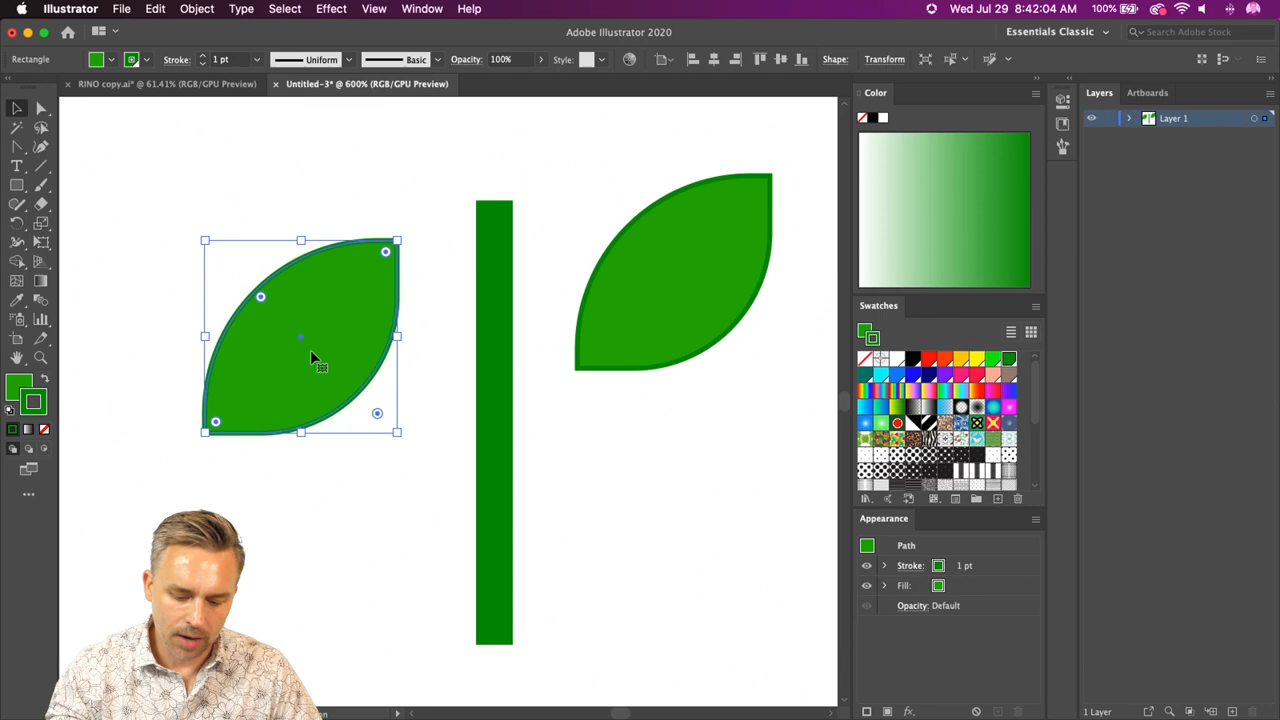 Illustrator File Edit Object Type Select Effect View Window Help
100% Wed Jul 29 8:42:04 AM
Adobe Illustrator 2020
Essentials Classic
Search Adobe Stock
Rectangle Stroke: 1 pt Uniform Basic Opacity: 100% Style: Shape: Transform
× RINO copy.ai* @ 61.41% (RGB/GPU Preview)
× Untitled-3* @ 600% (RGB/GPU Preview)
Color
Layers Artboards
Layer 1
Swatches
Appearance
Path
Stroke: 1 pt
Fill:
Opacity: Default
fx
1 Layer